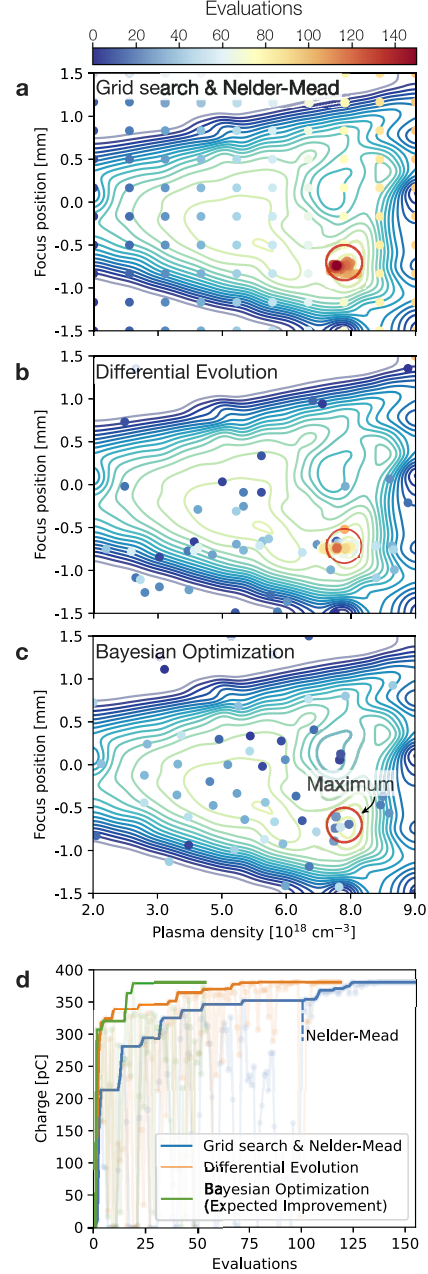 Evaluations
0 20 40 60 80 100 120 140
a
Grid search & Nelder-Mead
1.5
1.0
0.5
0.0
-0.5
-1.0
-1.5
Focus position [mm]
b
Differential Evolution
1.5
1.0
0.5
0.0
-0.5
-1.0
-1.5
Focus position [mm]
c
Bayesian Optimization
1.5
1.0
0.5
0.0
-0.5
-1.0
-1.5
Focus position [mm]
Maximum
2.0 3.0 4.0 5.0 6.0 8.0 9.0
Plasma density [10¹⁸ cm⁻³]
d
400
350
300
250
200
150
100
50
0
Charge [pC]
Nelder-Mead
Grid search & Nelder-Mead
Differential Evolution
Bayesian Optimization
(Expected Improvement)
0 25 50 75 100 125 150
Evaluations